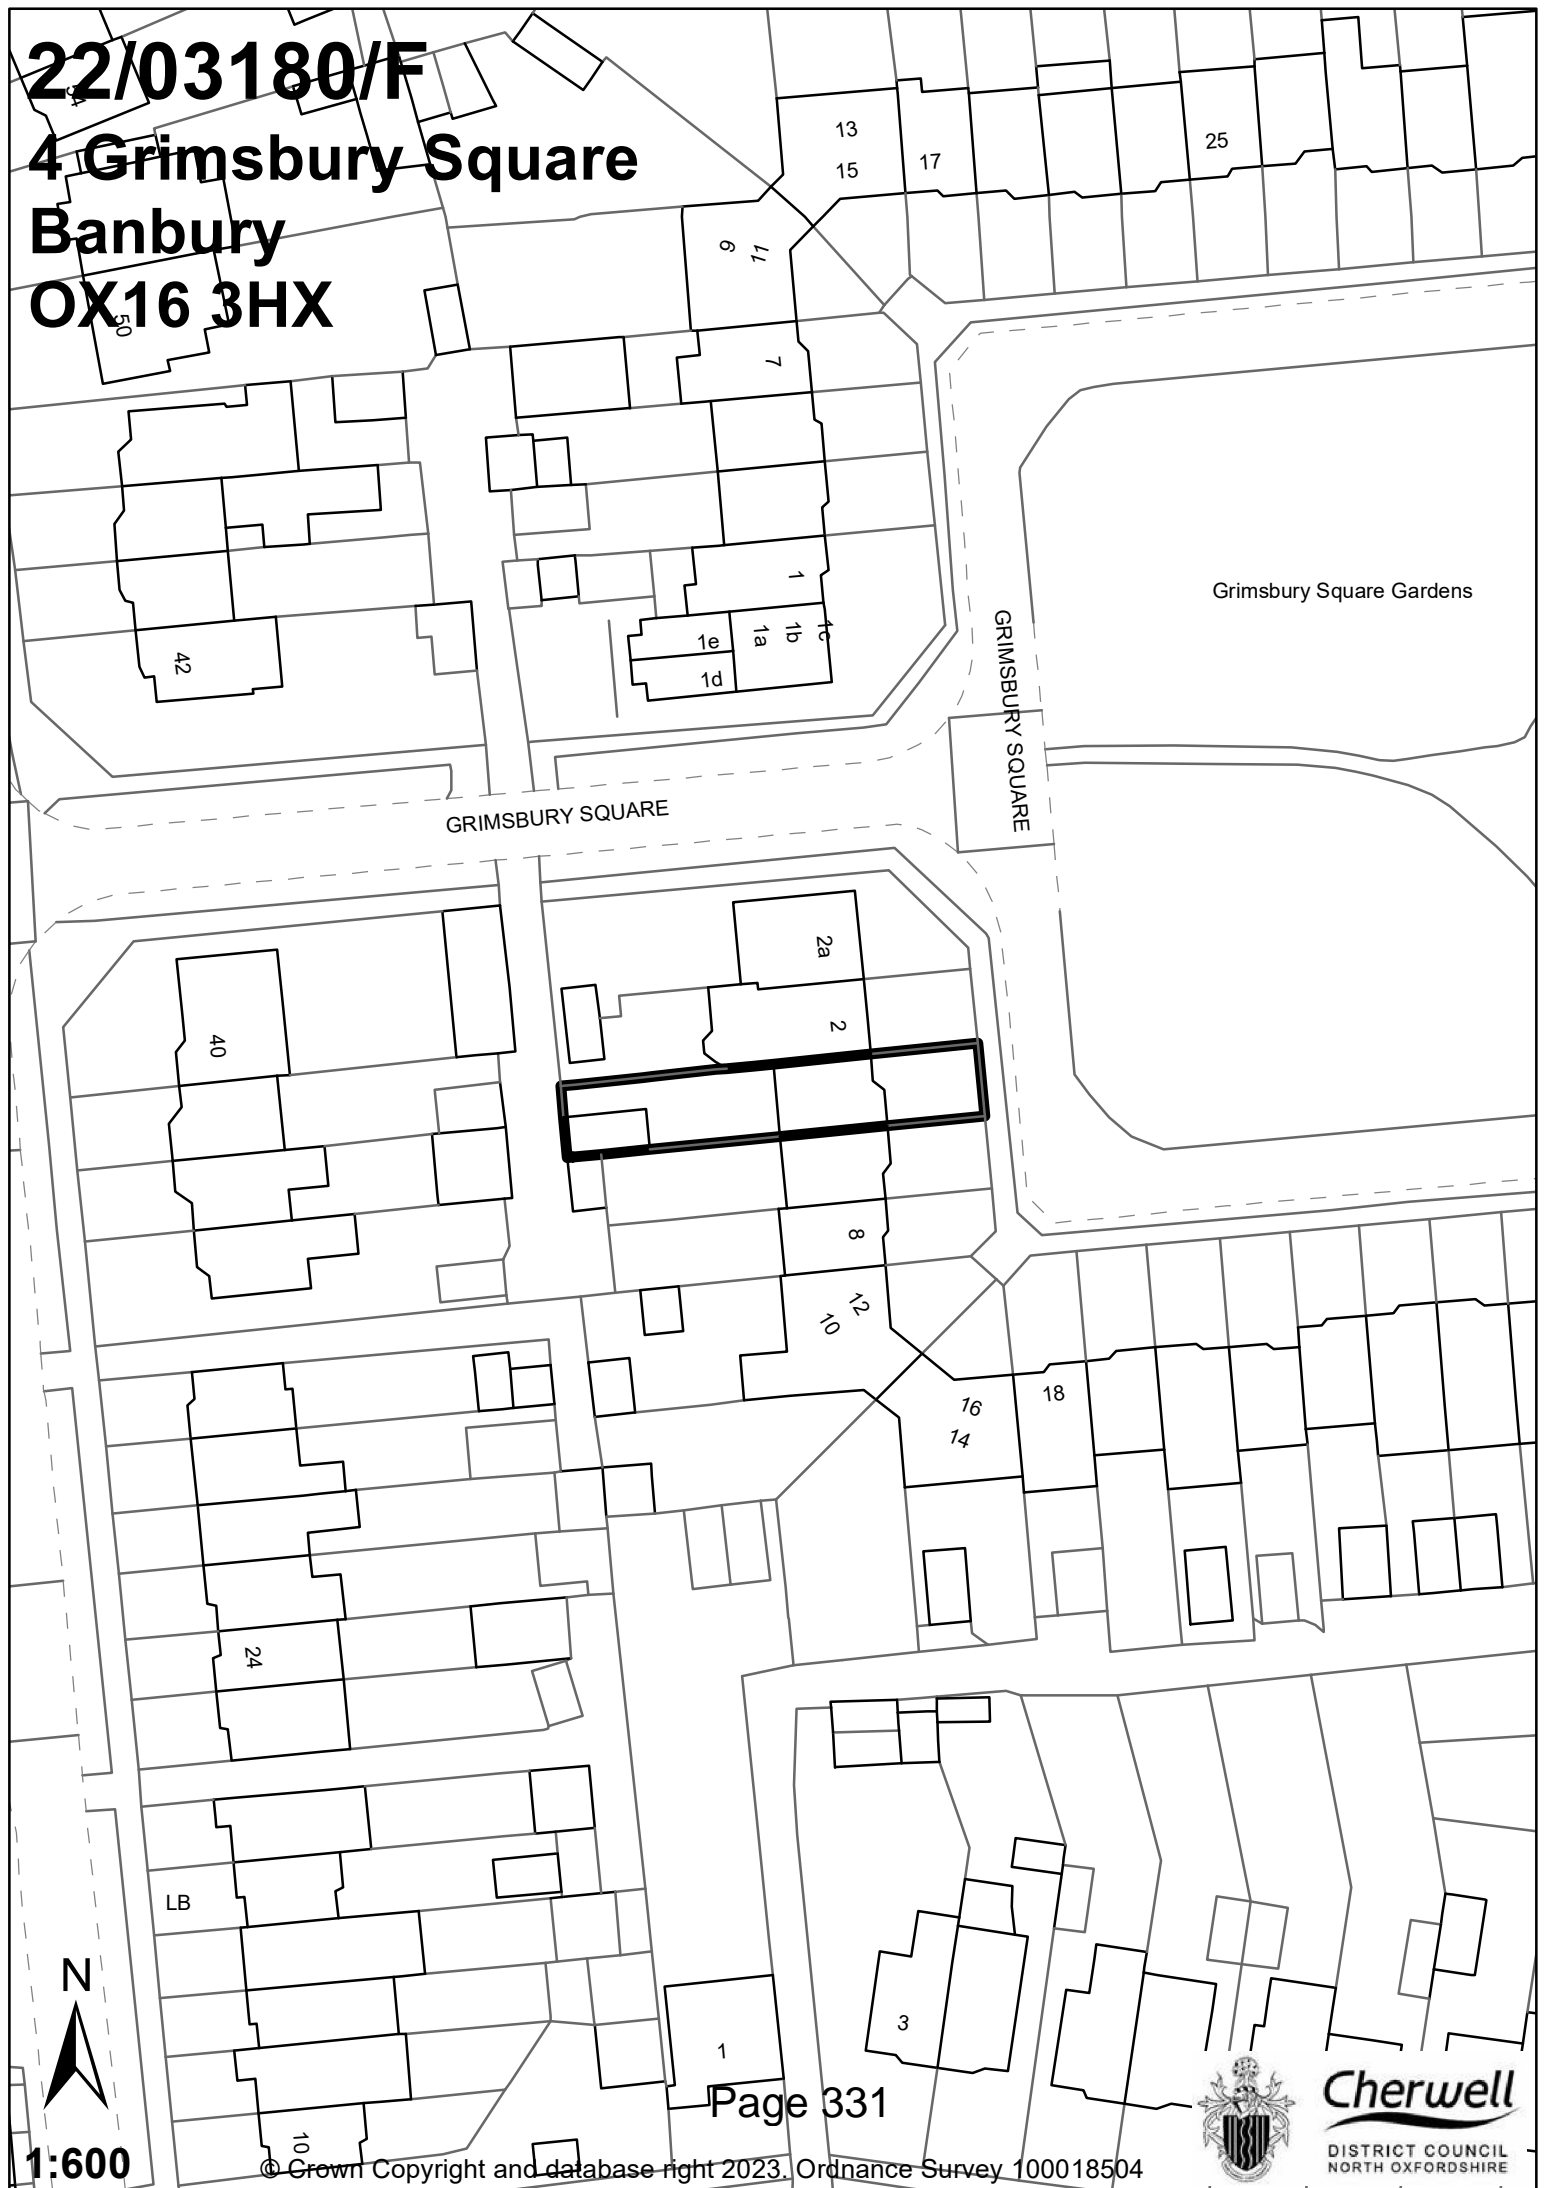 22/03180/F
4 Grimsbury Square
Banbury
OX16 3HX
54
50
13
15
17
25
9
11
7
1
1e
1a
1b
1c
1d
42
Grimsbury Square Gardens
GRIMSBURY SQUARE
GRIMSBURY SQUARE
2a
2
40
8
12
10
16
14
18
24
LB
N
3
1
10
Page 331
1:600
© Crown Copyright and database right 2023. Ordnance Survey 100018504
Cherwell
DISTRICT COUNCIL
NORTH OXFORDSHIRE